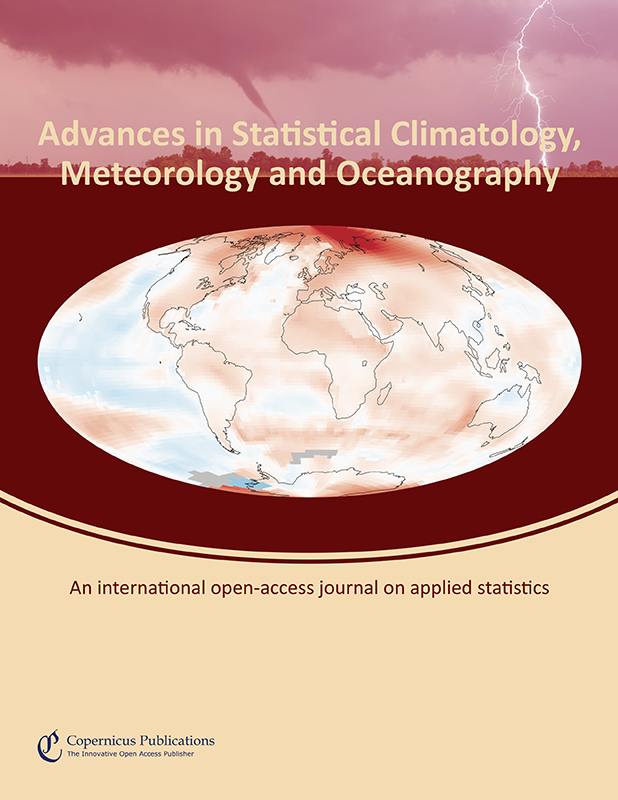 Advances in Statistical Climatology,
Meteorology and Oceanography
An international open-access journal on applied statistics
Copernicus Publications
The Innovative Open Access Publisher